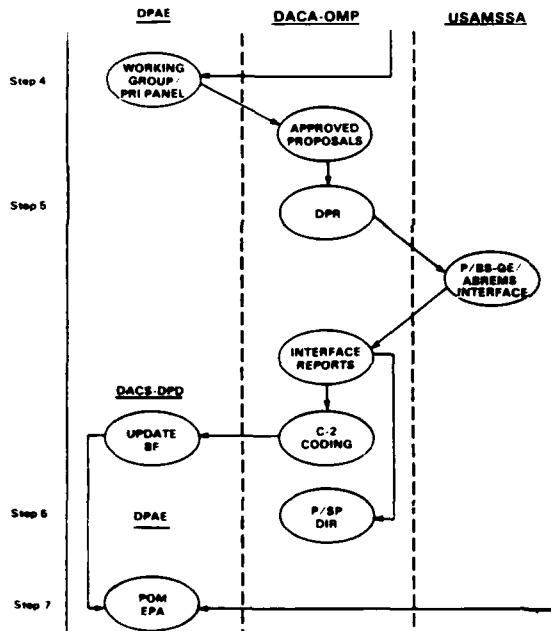 DPAE
DACA-OMP
USAMSSA
Step 4
WORKING
GROUP/
PRI PANEL
APPROVED
PROPOSALS
Step 5
DPR
P/BS-QE/
ABREMS
INTERFACE
INTERFACE
REPORTS
DACS-DPD
UPDATE
BF
C-2
CODING
Step 6
DPAE
P/SP
DIR
Step 7
POM
EPA